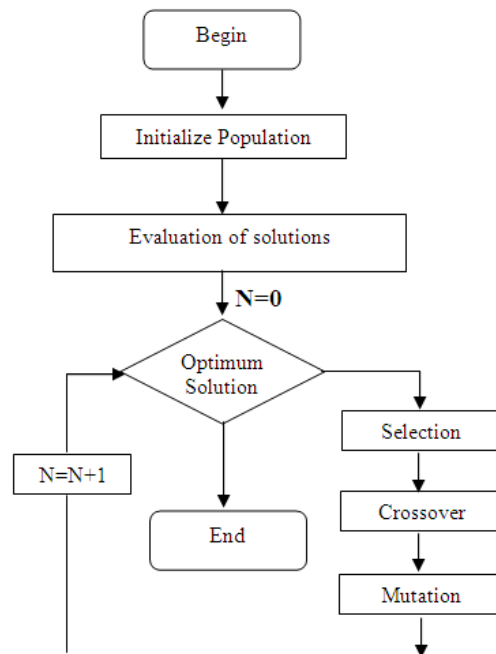 Begin
Initialize Population
Evaluation of solutions
N=0
Optimum
Solution
Selection
N=N+1
Crossover
End
Mutation